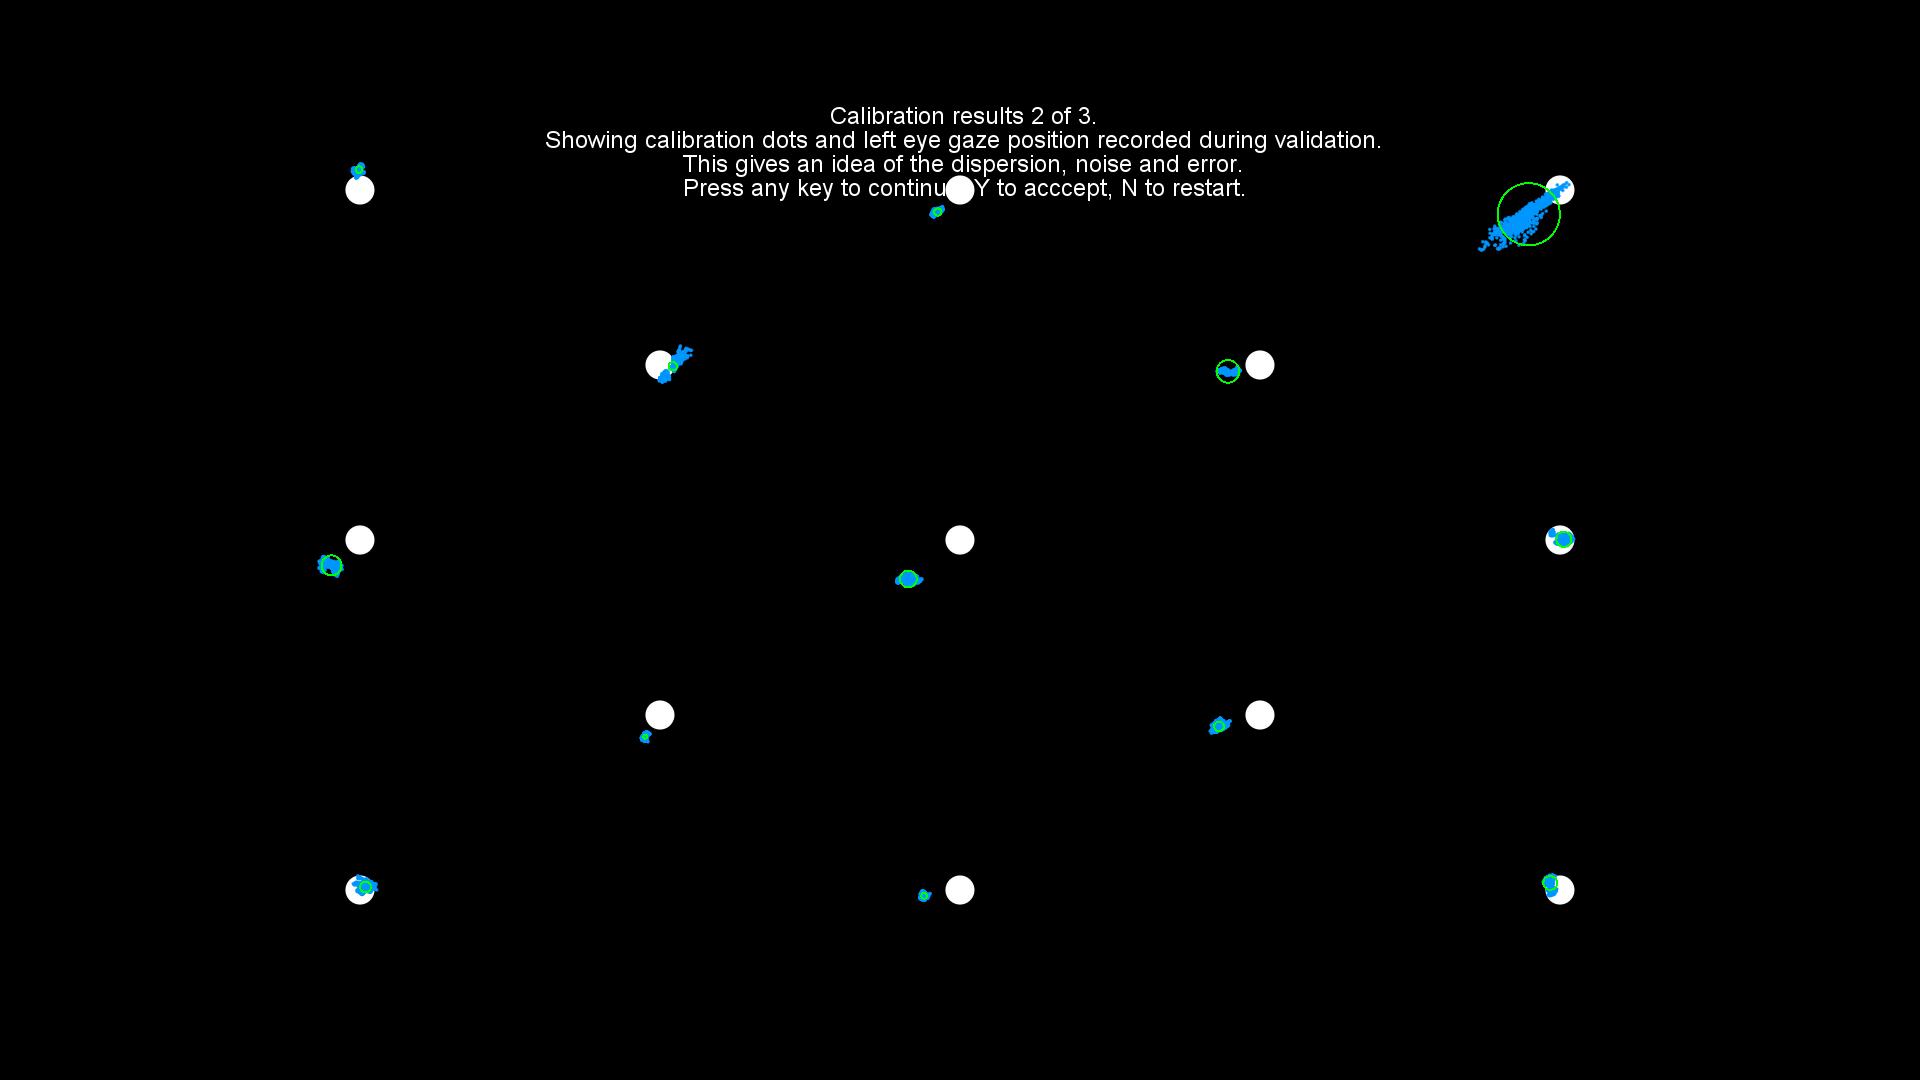 Calibration results 2 of 3.
Showing calibration dots and left eye gaze position recorded during validation.
This gives an idea of the dispersion, noise and error.
Press any key to continu Y to acccept, N to restart.